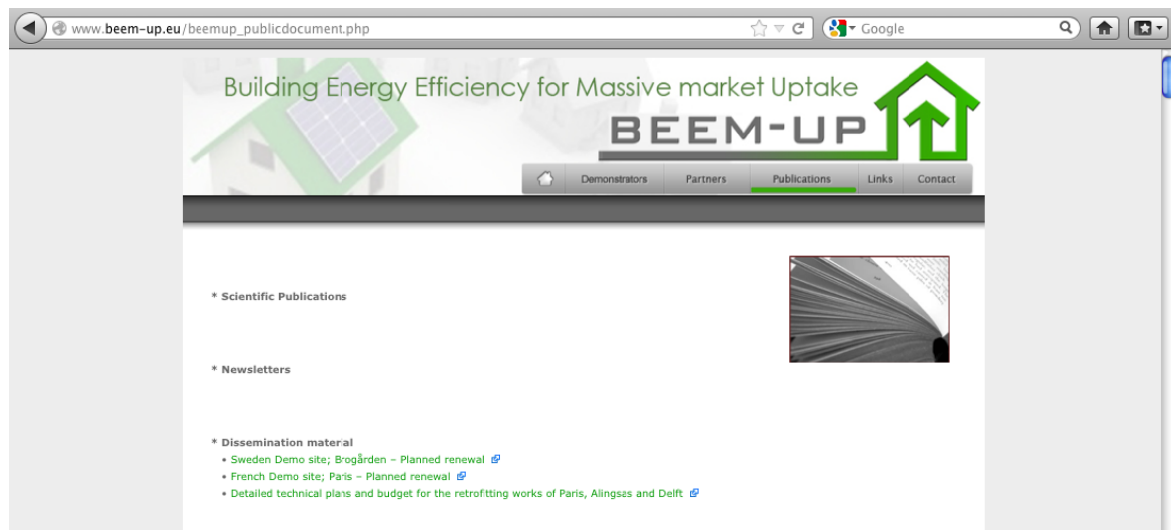 www.beem-up.eu/beemup_publicdocument.php
Google
Building Energy Efficiency for Massive market Uptake
BEEM-UP
Demonstrators Partners Publications Links Contact
* Scientific Publications
* Newsletters
* Dissemination material
• Sweden Demo site; Brogården – Planned renewal
• French Demo site; Paris – Planned renewal
• Detailed technical plans and budget for the retrofitting works of Paris, Alingsas and Delft